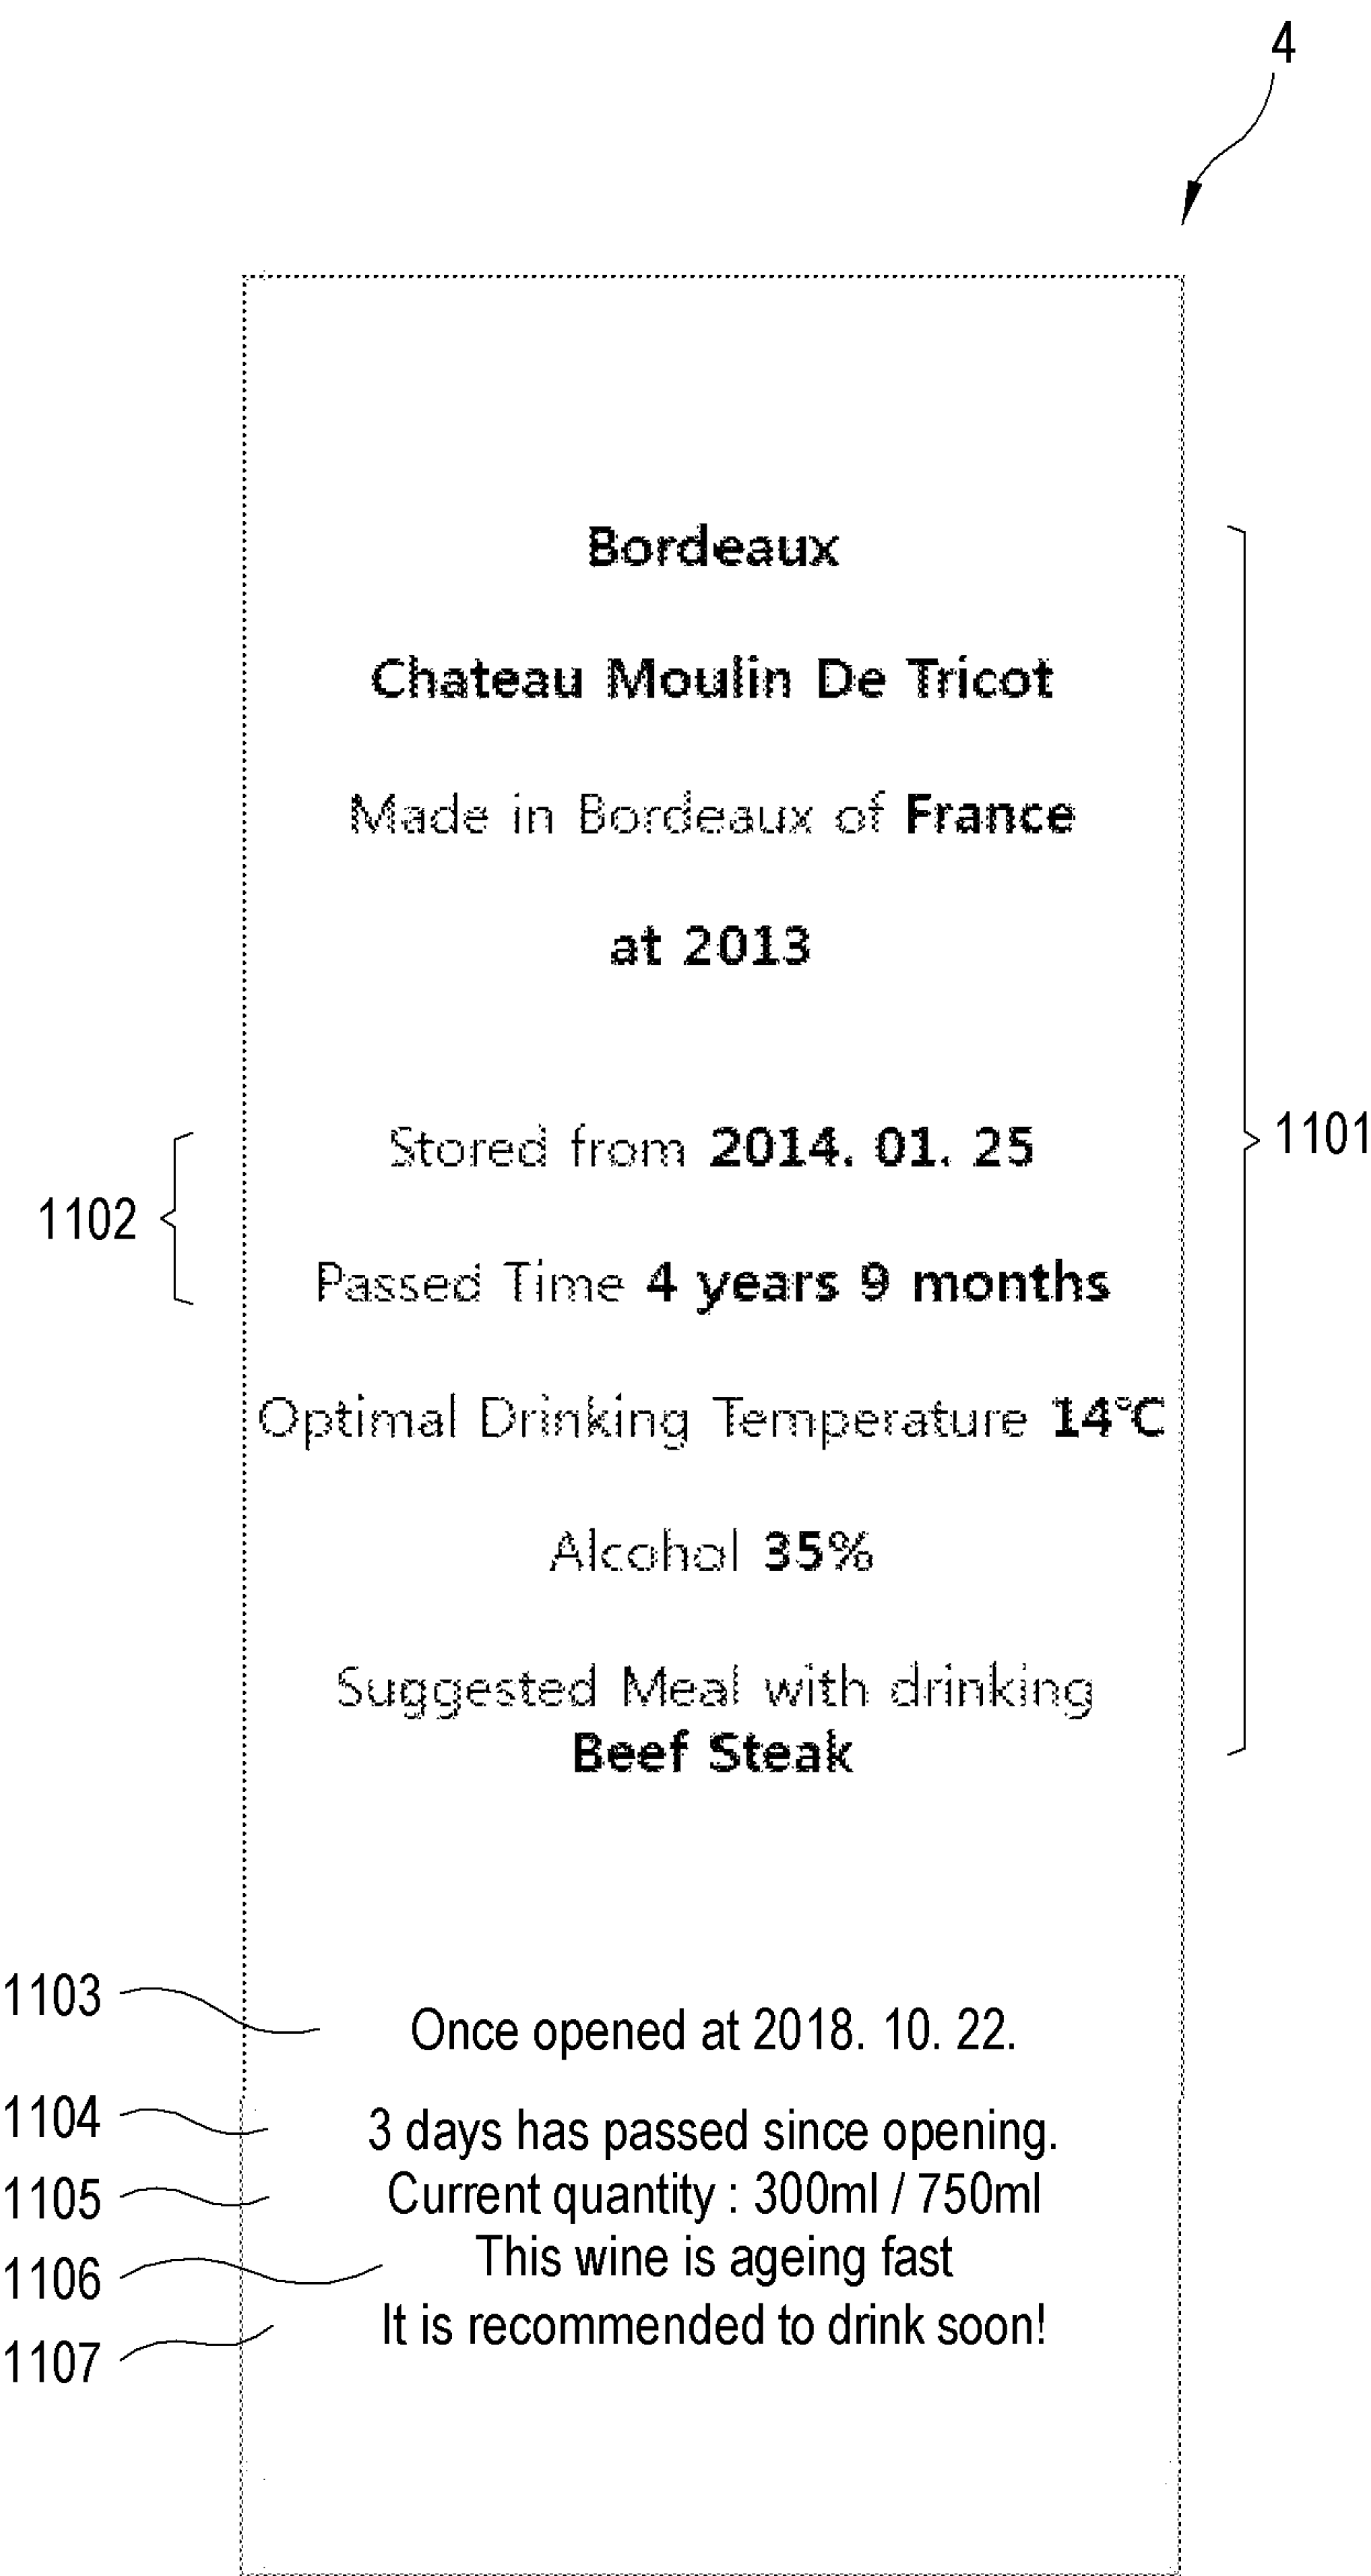 4
Bordeaux
Chateau Moulin De Tricot
Made in Bordeaux of France
at 2013
Stored from 2014. 01. 25
1101
1102
Passed Time 4 years 9 months
Optimal Drinking Temperature 14℃
Alcohol 35%
Suggested Meal with drinking
Beef Steak
1103
Once opened at 2018. 10. 22.
1104
3 days has passed since opening.
1105
Current quantity : 300ml / 750ml
1106
This wine is ageing fast
1107
It is recommended to drink soon!